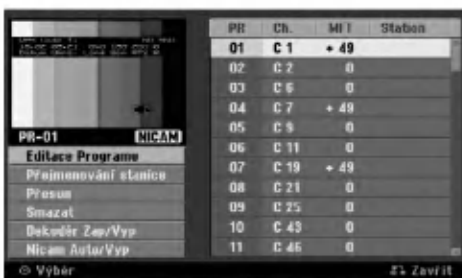 PR-01 NICAM
Editace Programu
Přejmenování stanice
Přesun
Smazat
Dekodér Zap/Vyp
Nicam Auto/Vyp
PR Ch. MFT Station
01 C 1 + 49
02 C 2 0
03 C 6 0
04 C 7 + 49
05 C 9 0
06 C 11 0
07 C 19 + 49
08 C 21 0
09 C 25 0
10 C 43 0
11 C 46 0
Výběr
Zavřít